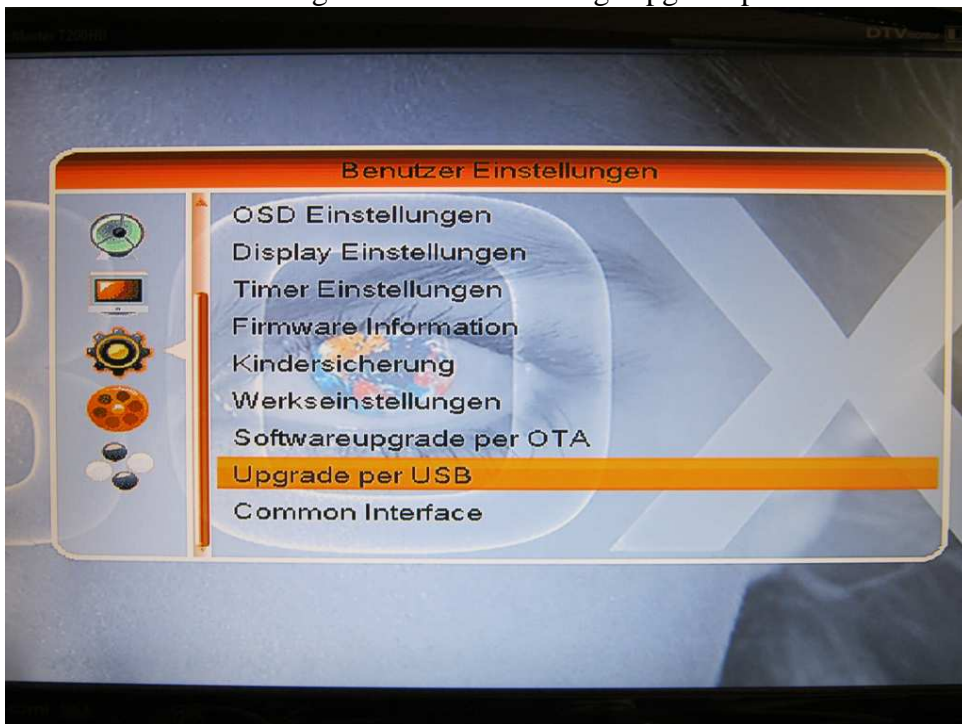 DTV
Benutzer Einstellungen
OSD Einstellungen
Display Einstellungen
Timer Einstellungen
Firmware Information
Kindersicherung
Werkseinstellungen
Softwareupgrade per OTA
Upgrade per USB
Common Interface